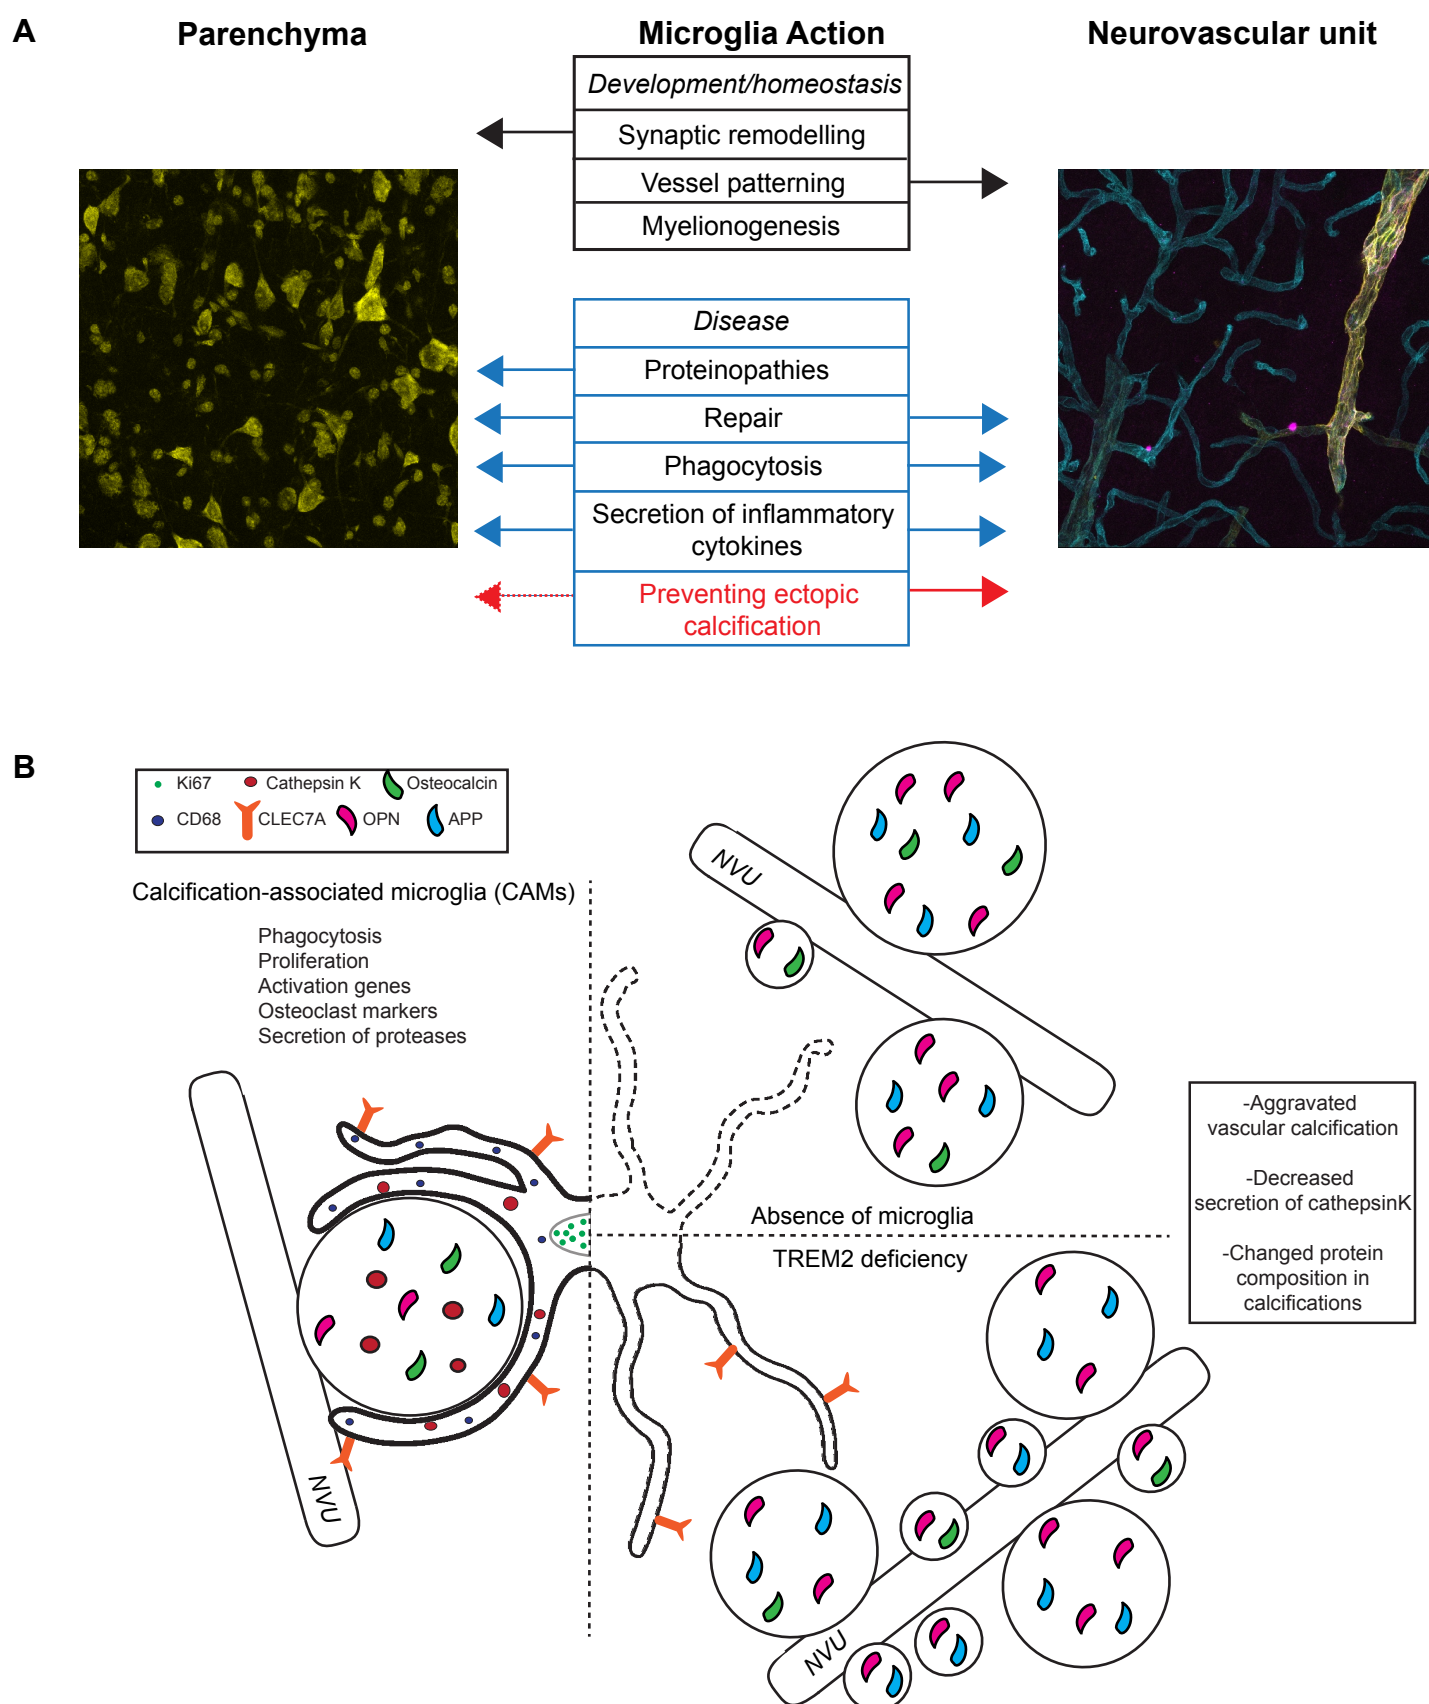 A
Parenchyma
Microglia Action
Neurovascular unit
Development/homeostasis
Synaptic remodelling
Vessel patterning
Myelionogenesis
Disease
Proteinopathies
Repair
Phagocytosis
Secretion of inflammatory
cytokines
Preventing ectopic
calcification
B
Ki67
Cathepsin K
Osteocalcin
CD68
CLEC7A
OPN
APP
Calcification-associated microglia (CAMs)
Phagocytosis
Proliferation
Activation genes
Osteoclast markers
Secretion of proteases
NVU
NVU
Absence of microglia
TREM2 deficiency
NVU
-Aggravated
vascular calcification
-Decreased
secretion of cathepsinK
-Changed protein
composition in
calcifications